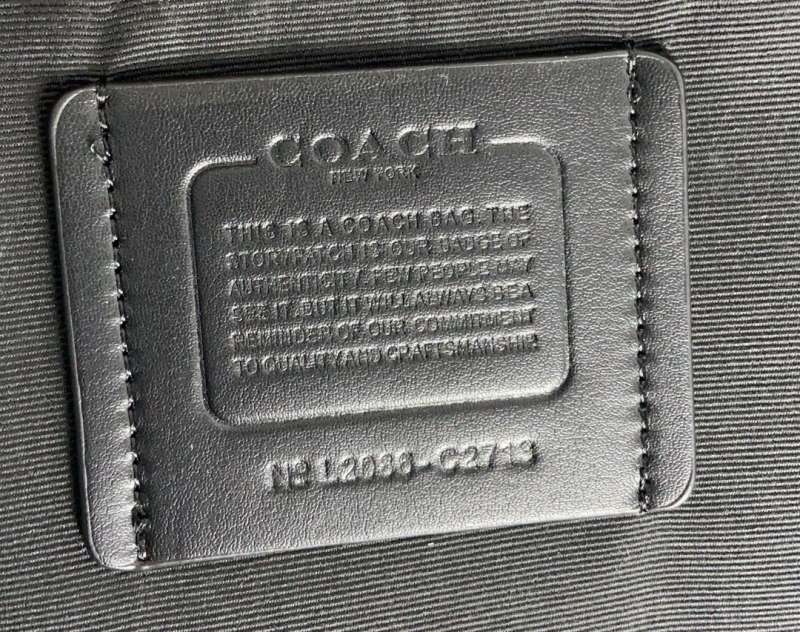 COACH
NEW YORK
THIS IS A COACH BAG. THE
STORYPATCH IS OUR BADGE OF
AUTHENTICITY. FEW PEOPLE MAY
SEE IT, BUT IT WILL ALWAYS BE A
REMINDER OF OUR COMMITMENT
TO QUALITY AND CRAFTSMANSHIP.
Nº L2036-C2713